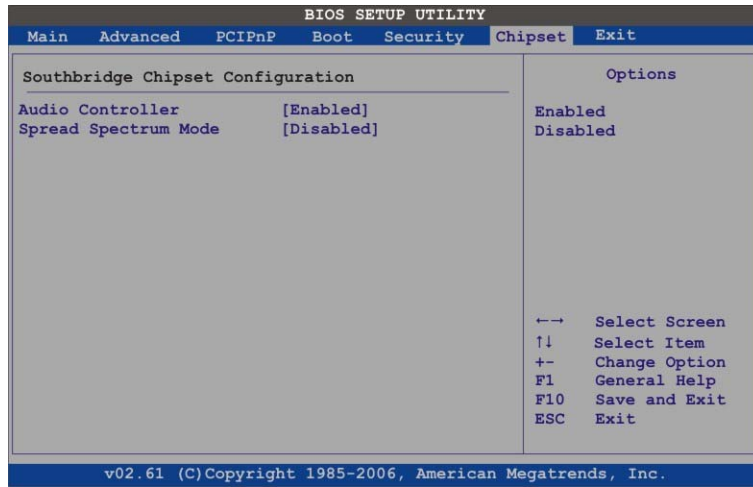 BIOS SETUP UTILITY
Main Advanced PCIPnP Boot Security Chipset Exit
Southbridge Chipset Configuration
Audio Controller [Enabled]
Spread Spectrum Mode [Disabled]
Options
Enabled
Disabled
←→ Select Screen
↑↓ Select Item
+- Change Option
F1 General Help
F10 Save and Exit
ESC Exit
v02.61 (C)Copyright 1985-2006, American Megatrends, Inc.